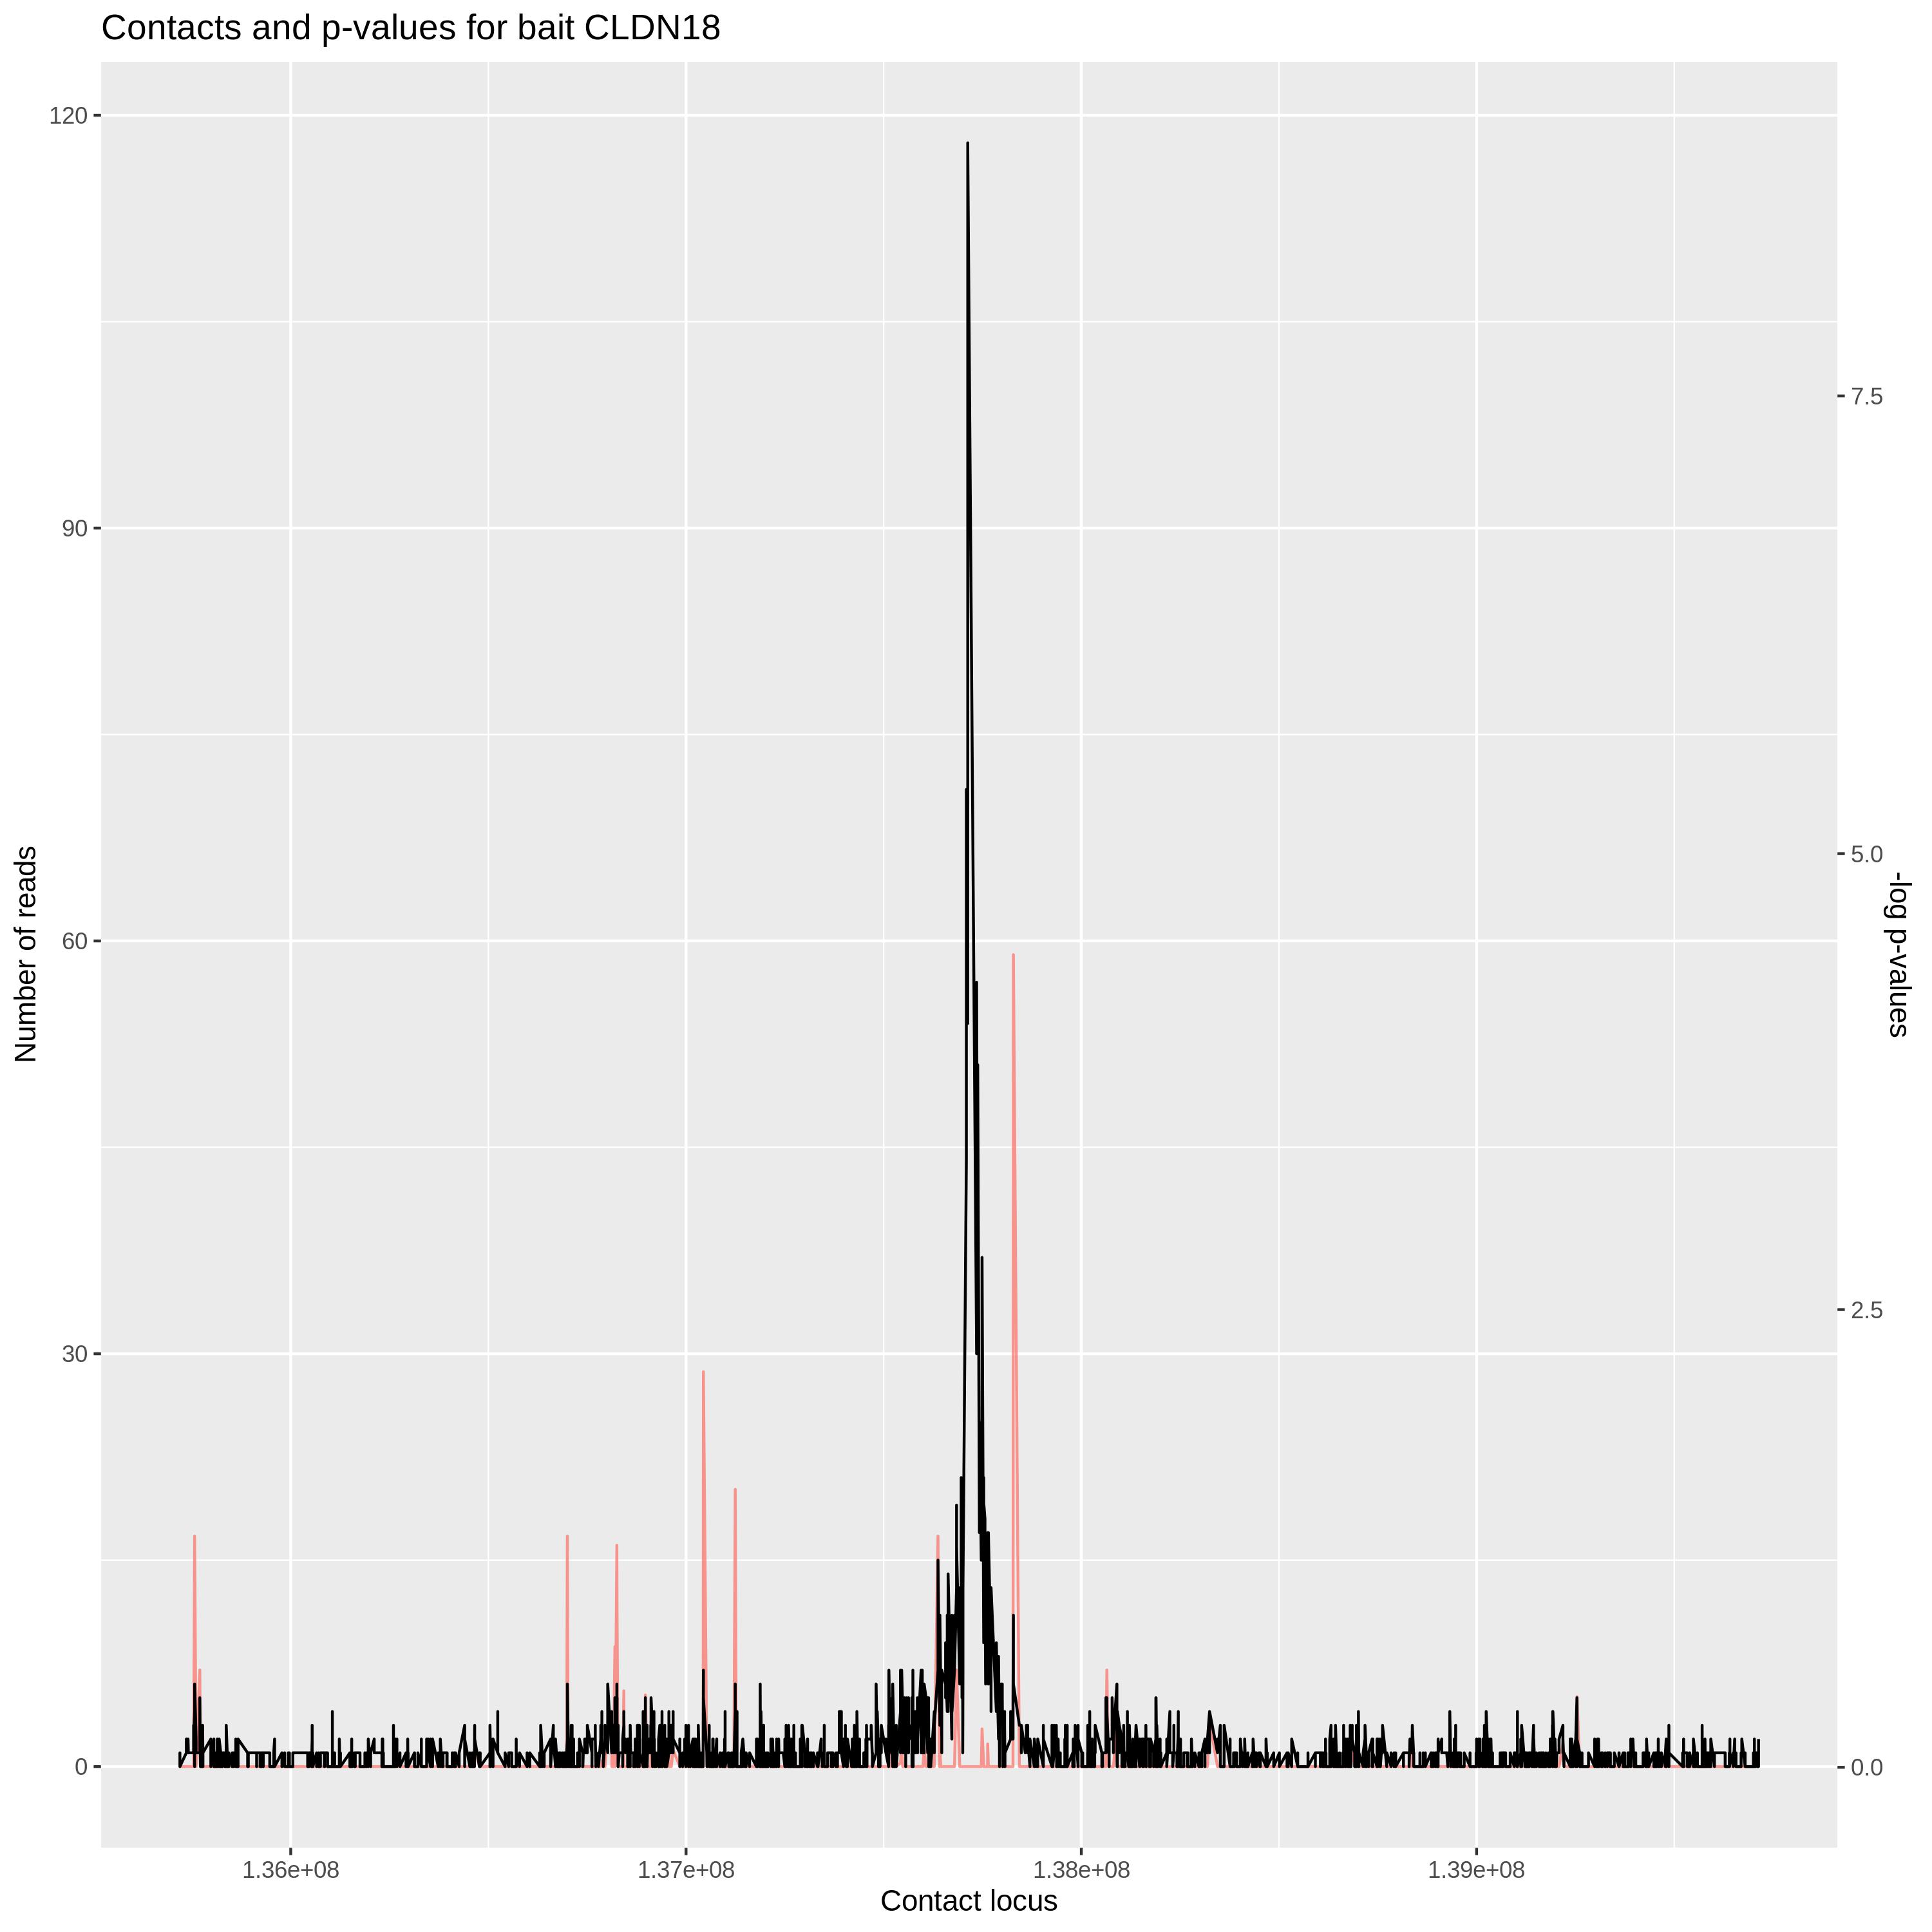 Contacts and p-values for bait CLDN18
120
90
60
30
0
Number of reads
7.5
5.0
2.5
0.0
-log p-values
1.36e+08
1.37e+08
1.38e+08
1.39e+08
Contact locus